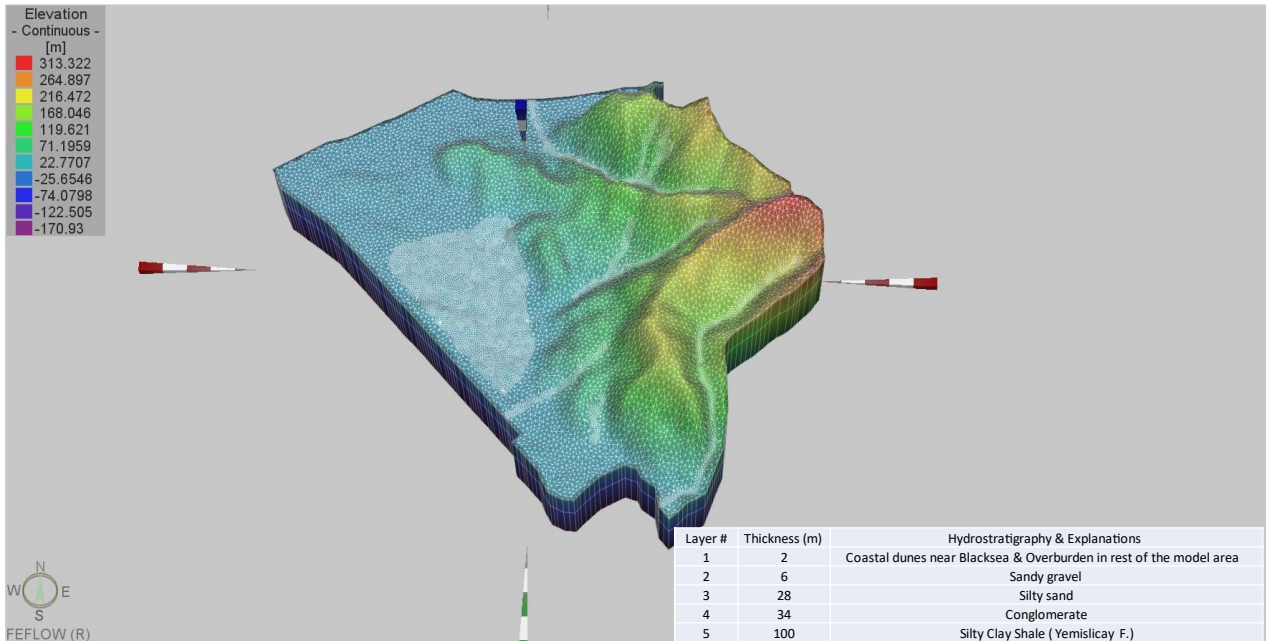 Elevation
- Continuous -
[m]
313.322
264.897
216.472
168.046
119.621
71.1959
22.7707
-25.6546
-74.0798
-122.505
-170.93
N
W E
S
FEFLOW (R)
Layer # Thickness (m) Hydrostratigraphy & Explanations
1 2 Coastal dunes near Blacksea & Overburden in rest of the model area
2 6 Sandy gravel
3 28 Silty sand
4 34 Conglomerate
5 100 Silty Clay Shale ( Yemislicay F.)